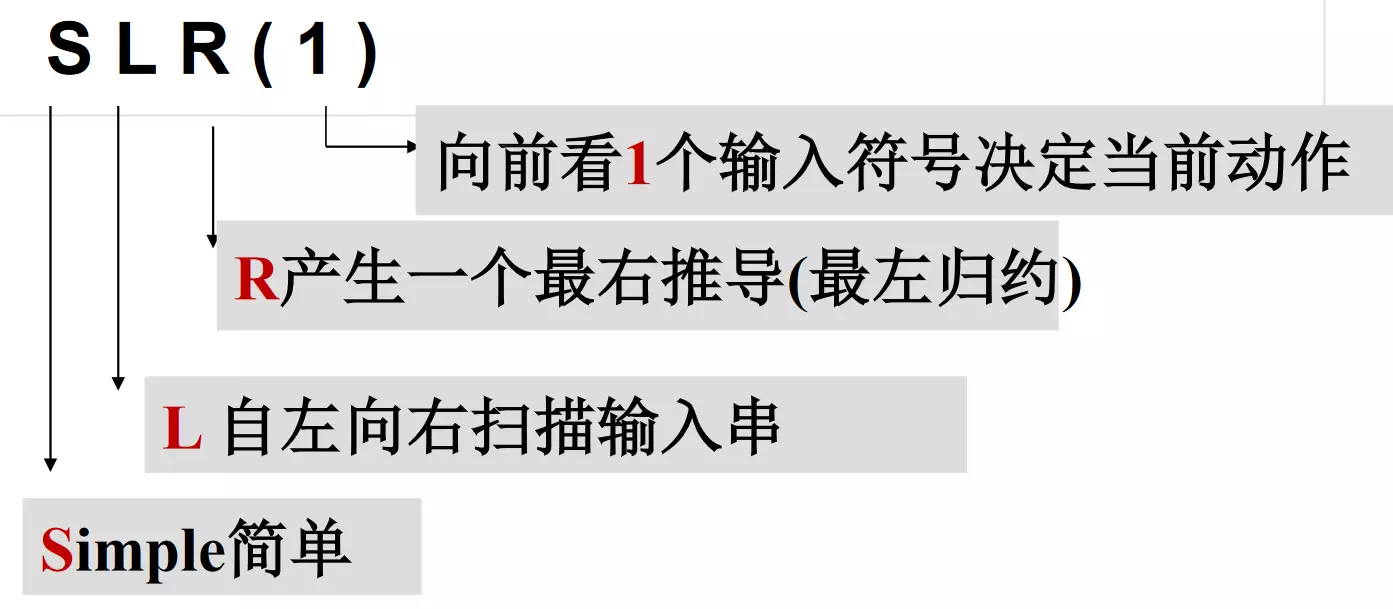 SLR(1)
向前看1个输入符号决定当前动作
R产生一个最右推导(最左归约)
L 自左向右扫描输入串
Simple简单